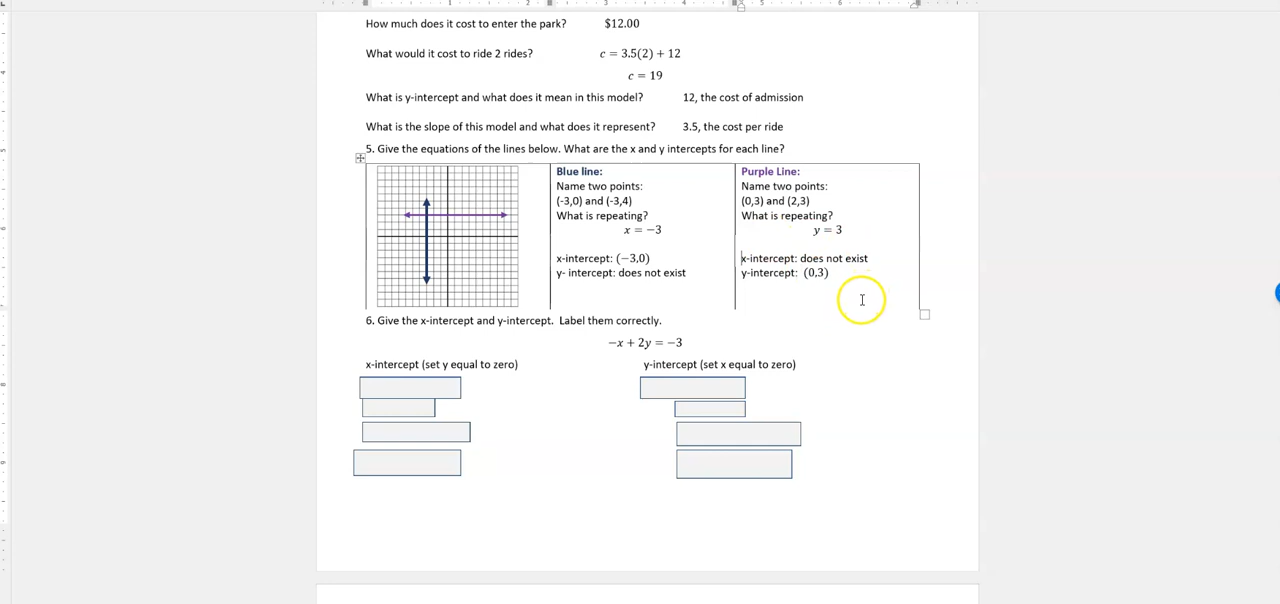 How much does it cost to enter the park? $12.00
What would it cost to ride 2 rides? c = 3.5(2) + 12
c = 19
What is y-intercept and what does it mean in this model? 12, the cost of admission
What is the slope of this model and what does it represent? 3.5, the cost per ride
5. Give the equations of the lines below. What are the x and y intercepts for each line?
Blue line:
Name two points:
(-3,0) and (-3,4)
What is repeating?
x = −3
x-intercept: (−3,0)
y- intercept: does not exist
Purple Line:
Name two points:
(0,3) and (2,3)
What is repeating?
y = 3
x-intercept: does not exist
y-intercept: (0,3)
6. Give the x-intercept and y-intercept. Label them correctly.
−x + 2y = −3
x-intercept (set y equal to zero) y-intercept (set x equal to zero)